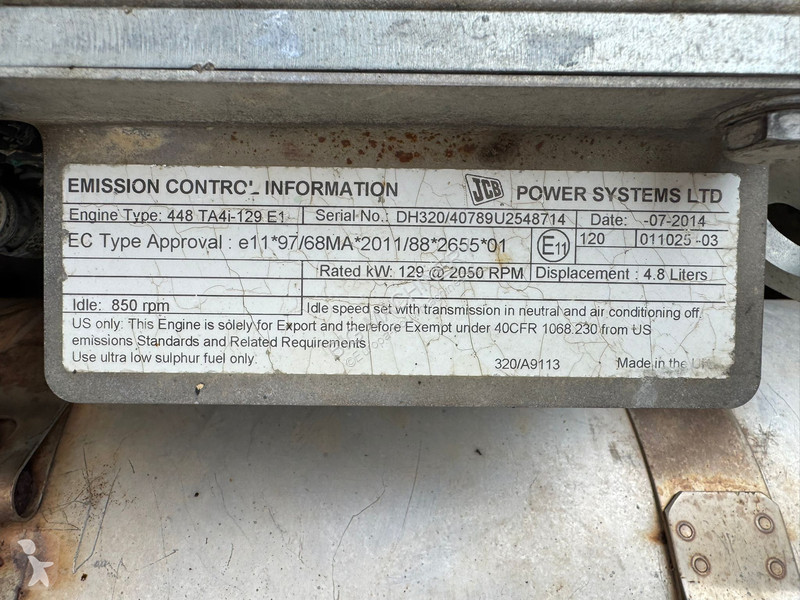 EMISSION CONTROL INFORMATION JCB POWER SYSTEMS LTD
Engine Type: 448 TA4i-129 E1 Serial No.: DH320/40789U2548714 Date: -07-2014
EC Type Approval : e11*97/68MA*2011/88*2655*01 E11 120 011025 -03
Rated kW: 129 @ 2050 RPM Displacement : 4.8 Liters
Idle: 850 rpm Idle speed set with transmission in neutral and air conditioning off.
US only: This Engine is solely for Export and therefore Exempt under 40CFR 1068.230 from US
emissions Standards and Related Requirements
Use ultra low sulphur fuel only. 320/A9113 Made in the